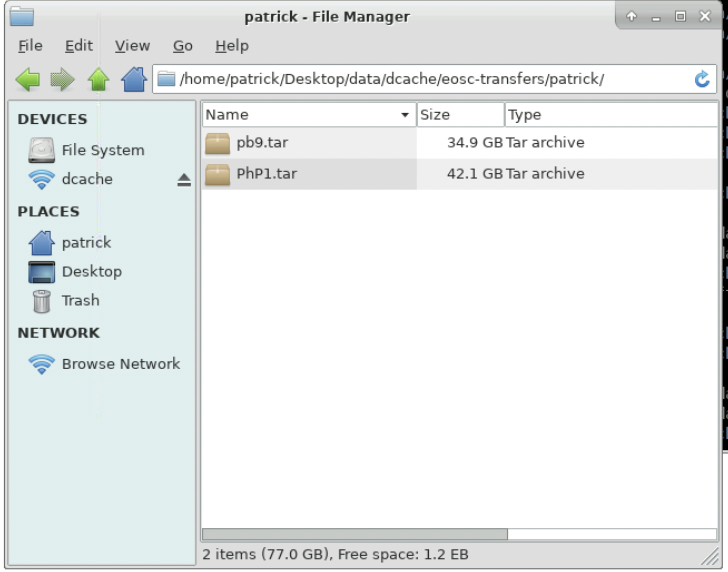 patrick - File Manager
File Edit View Go Help
/home/patrick/Desktop/data/dcache/eosc-transfers/patrick/
DEVICES
File System
dcache
PLACES
patrick
Desktop
Trash
NETWORK
Browse Network
Name Size Type
pb9.tar 34.9 GB Tar archive
PhP1.tar 42.1 GB Tar archive
2 items (77.0 GB), Free space: 1.2 EB